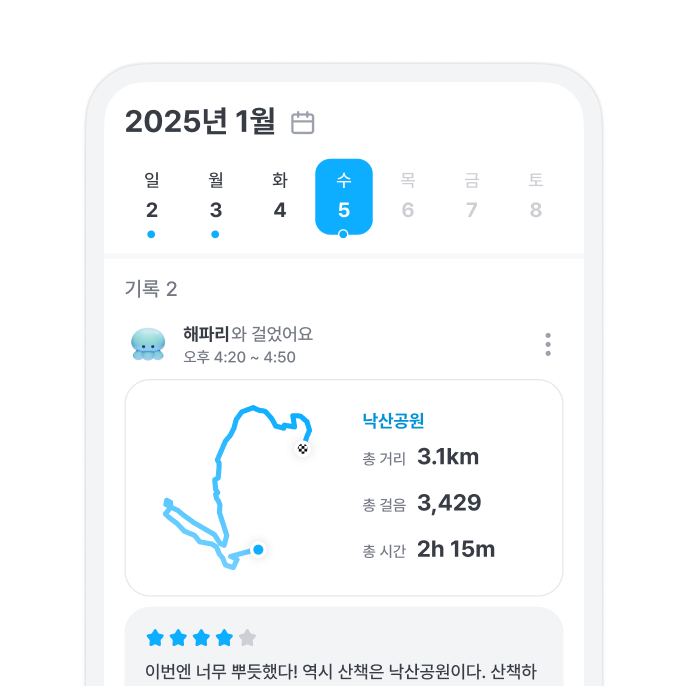 2025년 1월
일 월 화 수 목 금 토
2 3 4 5 6 7 8
기록 2
해파리와 걸었어요
오후 4:20 ~ 4:50
낙산공원
총 거리 3.1km
총 걸음 3,429
총 시간 2h 15m
이번엔 너무 뿌듯했다! 역시 산책은 낙산공원이다. 산책하